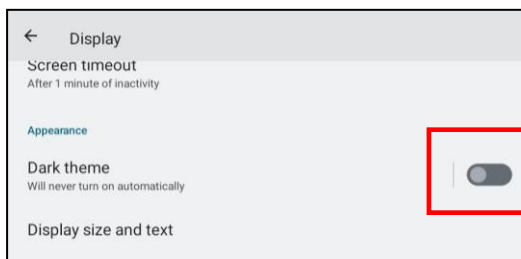 Display
Screen timeout
After 1 minute of inactivity
Appearance
Dark theme
Will never turn on automatically
Display size and text